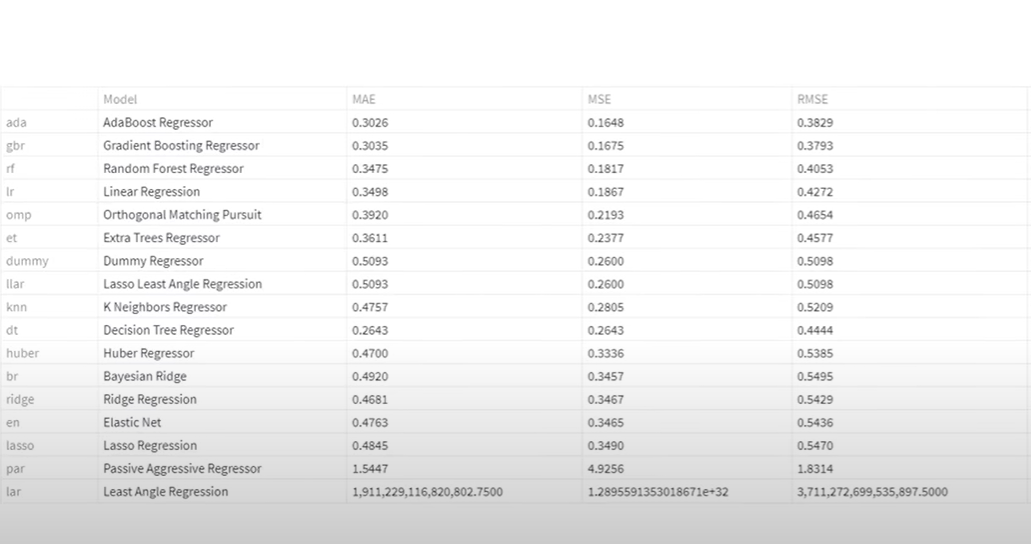 Model MAE MSE RMSE
ada AdaBoost Regressor 0.3026 0.1648 0.3829
gbr Gradient Boosting Regressor 0.3035 0.1675 0.3793
rf Random Forest Regressor 0.3475 0.1817 0.4053
lr Linear Regression 0.3498 0.1867 0.4272
omp Orthogonal Matching Pursuit 0.3920 0.2193 0.4654
et Extra Trees Regressor 0.3611 0.2377 0.4577
dummy Dummy Regressor 0.5093 0.2600 0.5098
llar Lasso Least Angle Regression 0.5093 0.2600 0.5098
knn K Neighbors Regressor 0.4757 0.2805 0.5209
dt Decision Tree Regressor 0.2643 0.2643 0.4444
huber Huber Regressor 0.4700 0.3336 0.5385
br Bayesian Ridge 0.4920 0.3457 0.5495
ridge Ridge Regression 0.4681 0.3467 0.5429
en Elastic Net 0.4763 0.3465 0.5436
lasso Lasso Regression 0.4845 0.3490 0.5470
par Passive Aggressive Regressor 1.5447 4.9256 1.8314
lar Least Angle Regression 1,911,229,116,820,802.7500 1.2895591353018671e+32 3,711,272,699,535,897.5000